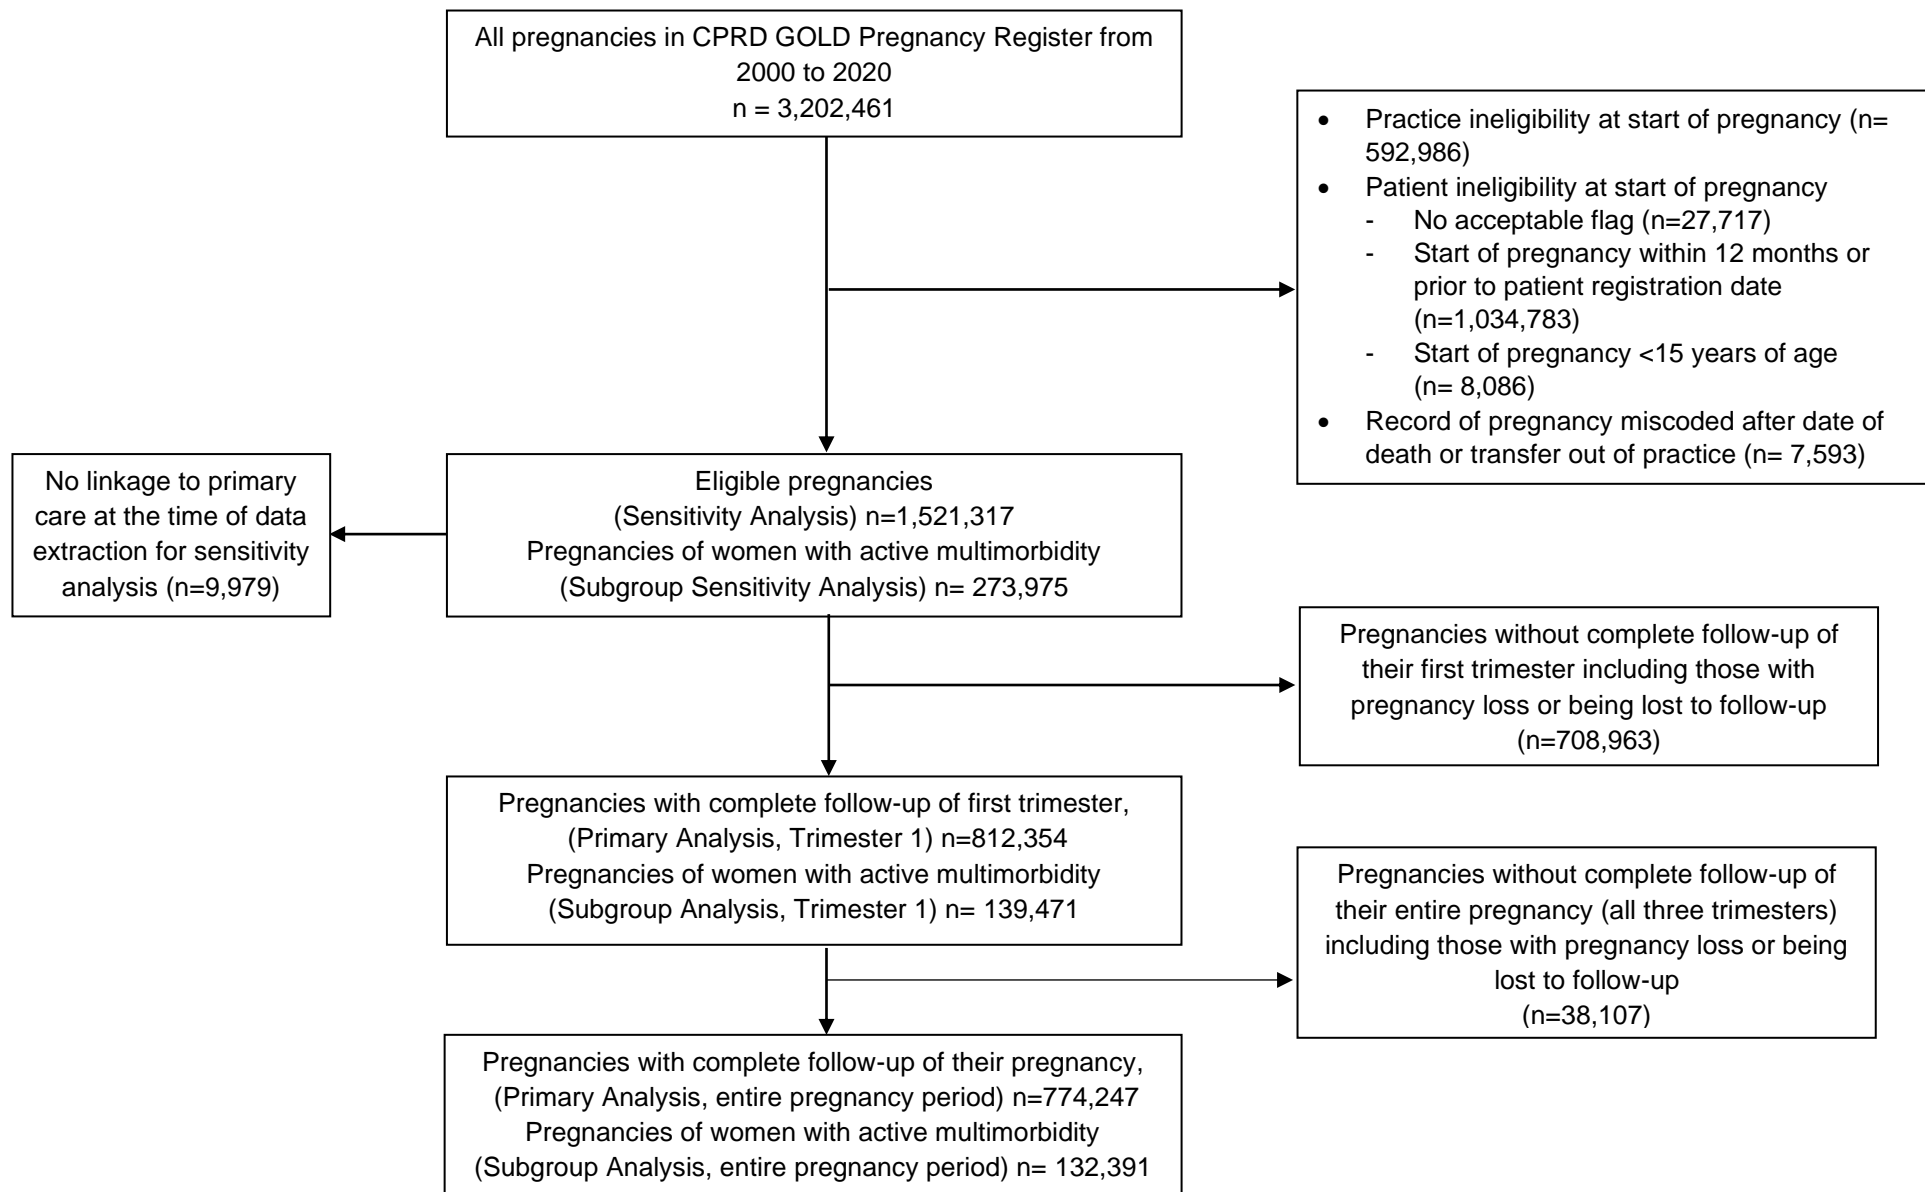 All pregnancies in CPRD GOLD Pregnancy Register from
2000 to 2020
n = 3,202,461
• Practice ineligibility at start of pregnancy (n=
592,986)
• Patient ineligibility at start of pregnancy
- No acceptable flag (n=27,717)
- Start of pregnancy within 12 months or
prior to patient registration date
(n=1,034,783)
- Start of pregnancy <15 years of age
(n= 8,086)
• Record of pregnancy miscoded after date of
death or transfer out of practice (n= 7,593)
No linkage to primary
care at the time of data
extraction for sensitivity
analysis (n=9,979)
Eligible pregnancies
(Sensitivity Analysis) n=1,521,317
Pregnancies of women with active multimorbidity
(Subgroup Sensitivity Analysis) n= 273,975
Pregnancies without complete follow-up of
their first trimester including those with
pregnancy loss or being lost to follow-up
(n=708,963)
Pregnancies with complete follow-up of first trimester,
(Primary Analysis, Trimester 1) n=812,354
Pregnancies of women with active multimorbidity
(Subgroup Analysis, Trimester 1) n= 139,471
Pregnancies without complete follow-up of
their entire pregnancy (all three trimesters)
including those with pregnancy loss or being
lost to follow-up
(n=38,107)
Pregnancies with complete follow-up of their pregnancy,
(Primary Analysis, entire pregnancy period) n=774,247
Pregnancies of women with active multimorbidity
(Subgroup Analysis, entire pregnancy period) n= 132,391